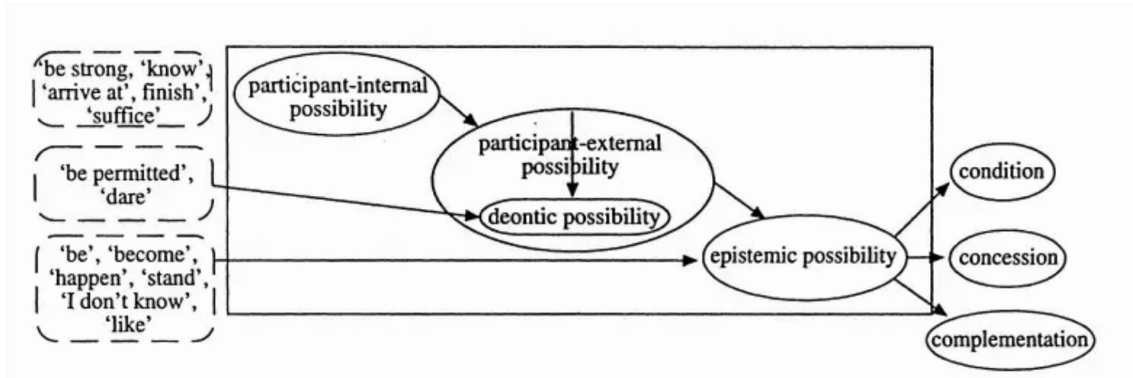 ‘be strong, ‘know’,
‘arrive at’, finish’,
‘suffice’
participant-internal
possibility
participant-external
possibility
‘be permitted’,
‘dare’
deontic possibility
condition
‘be’, ‘become’,
‘happen’, ‘stand’,
‘I don’t know’,
‘like’
epistemic possibility
concession
complementation